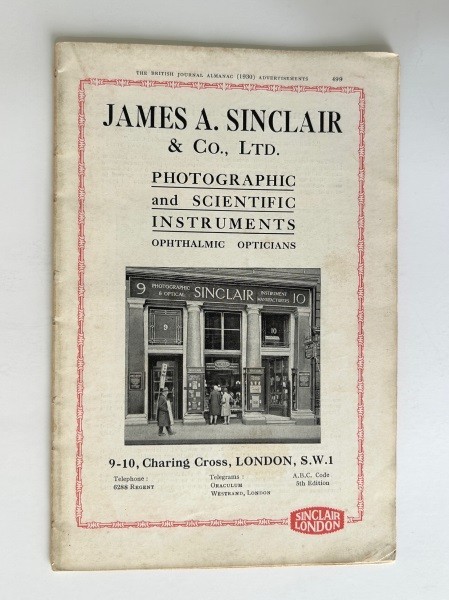 THE BRITISH JOURNAL ALMANAC (1930) ADVERTISEMENTS 499
JAMES A. SINCLAIR
& Co., LTD.
PHOTOGRAPHIC
and SCIENTIFIC
INSTRUMENTS
OPHTHALMIC OPTICIANS
9 PHOTOGRAPHIC & OPTICAL SINCLAIR INSTRUMENT MANUFACTURERS 10
9
10
9-10, Charing Cross, LONDON, S.W.1
Telephone: Telegrams: A.B.C. Code
6288 REGENT ORACULUM 5th Edition
WESTRAND, LONDON
SINCLAIR
LONDON